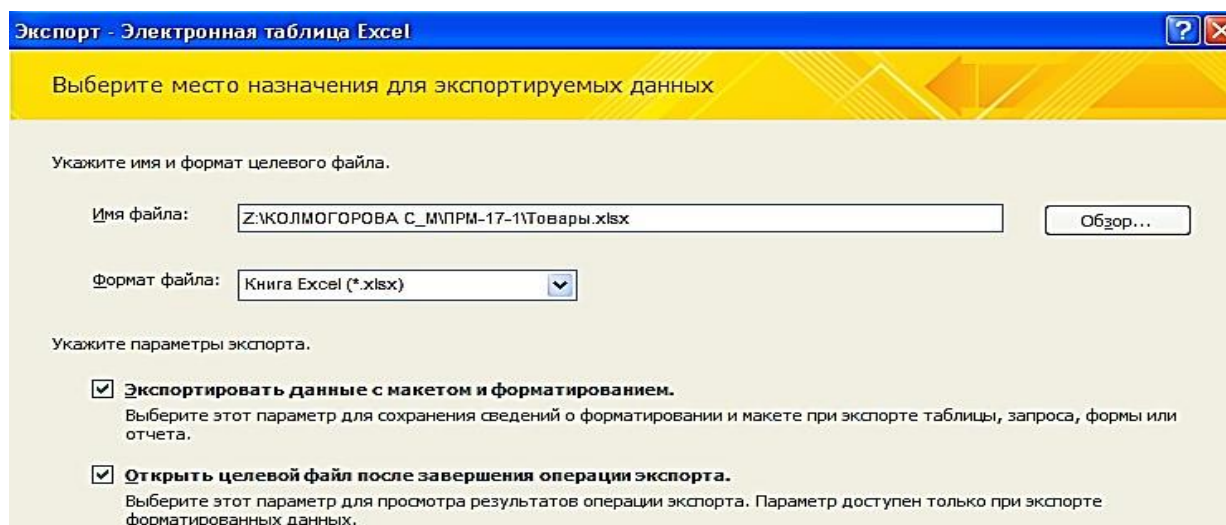 Экспорт - Электронная таблица Excel
Выберите место назначения для экспортируемых данных
Укажите имя и формат целевого файла.
Имя файла: Z:\КОЛМОГОРОВА С_М\ПРМ-17-1\Товары.xlsx Обзор...
Формат файла: Книга Excel (*.xlsx)
Укажите параметры экспорта.
Экспортировать данные с макетом и форматированием.
Выберите этот параметр для сохранения сведений о форматировании и макете при экспорте таблицы, запроса, формы или
отчета.
Открыть целевой файл после завершения операции экспорта.
Выберите этот параметр для просмотра результатов операции экспорта. Параметр доступен только при экспорте
форматированных данных.